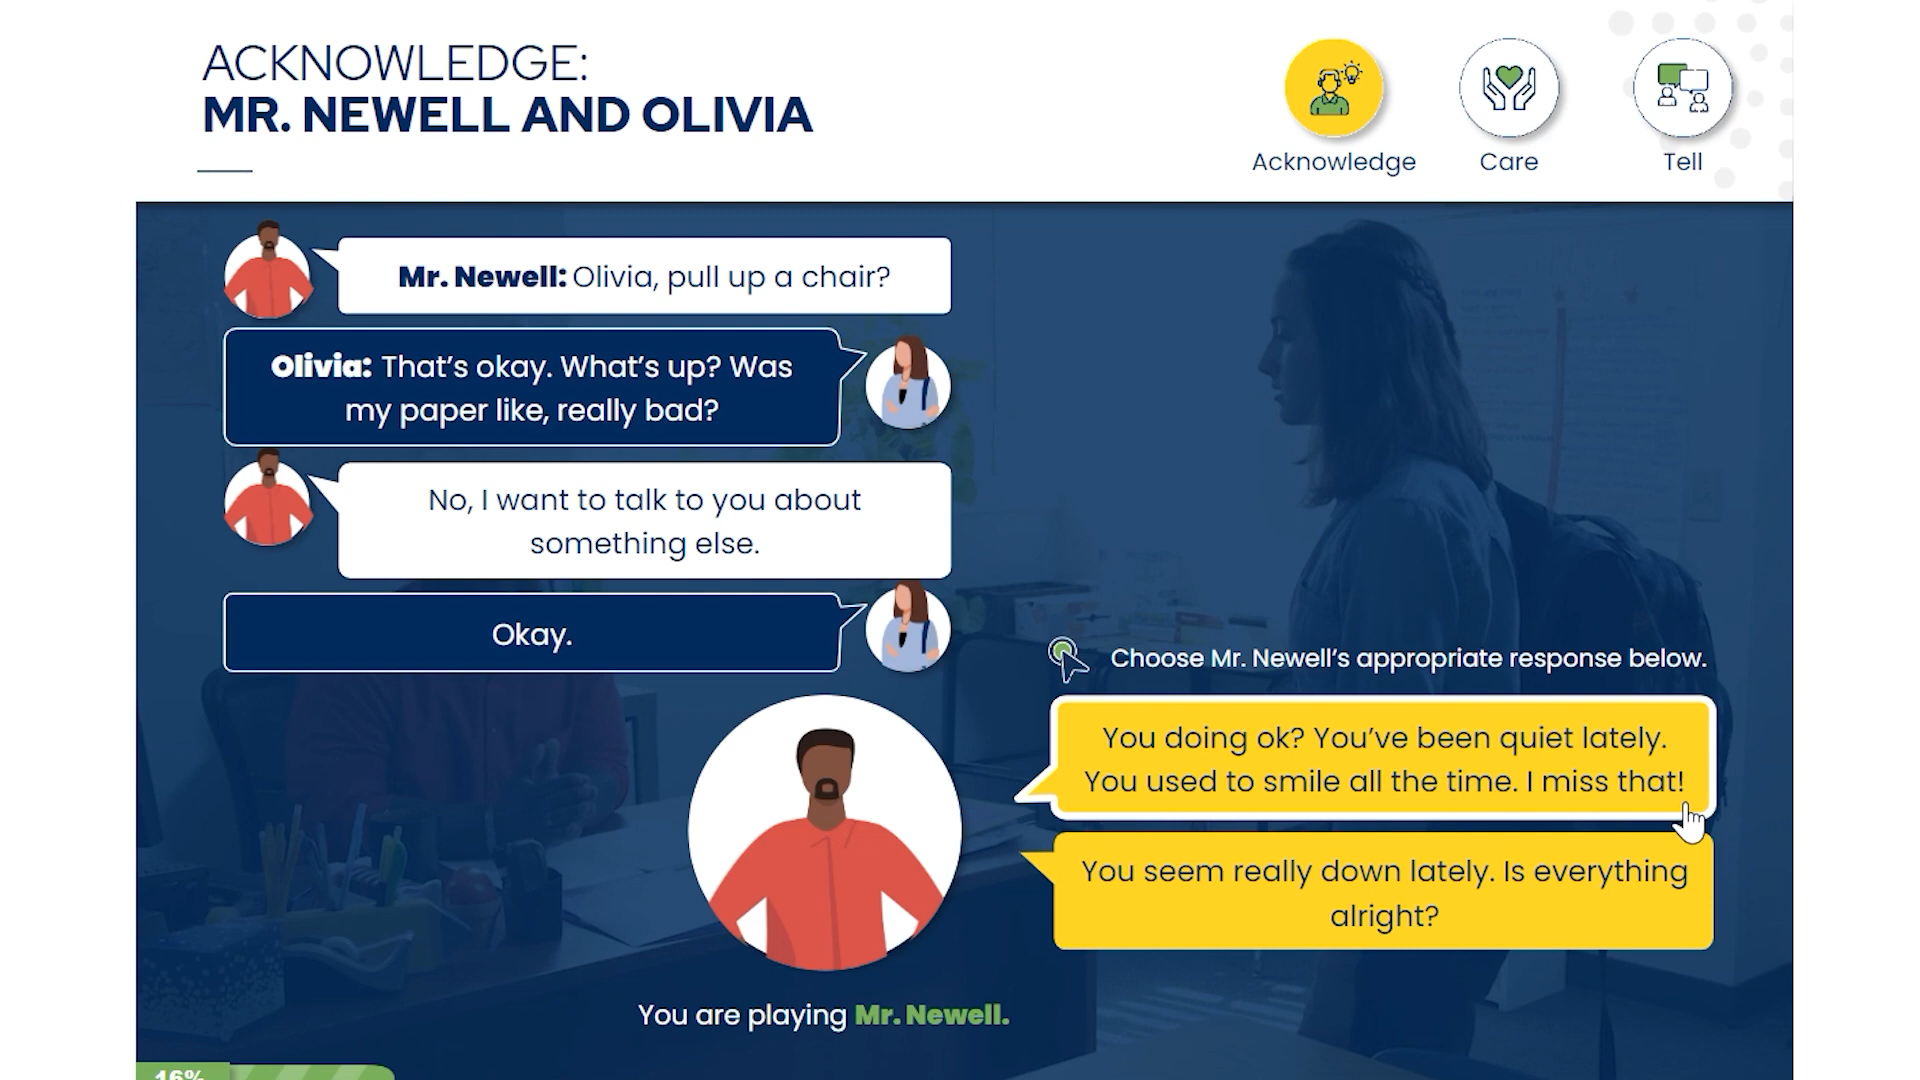 ACKNOWLEDGE:
MR. NEWELL AND OLIVIA
Acknowledge
Care
Tell
Mr. Newell: Olivia, pull up a chair?
Olivia: That's okay. What's up? Was
my paper like, really bad?
No, I want to talk to you about
something else.
Okay.
Choose Mr. Newell's appropriate response below.
You doing ok? You've been quiet lately.
You used to smile all the time. I miss that!
You seem really down lately. Is everything
alright?
You are playing Mr. Newell.
16%